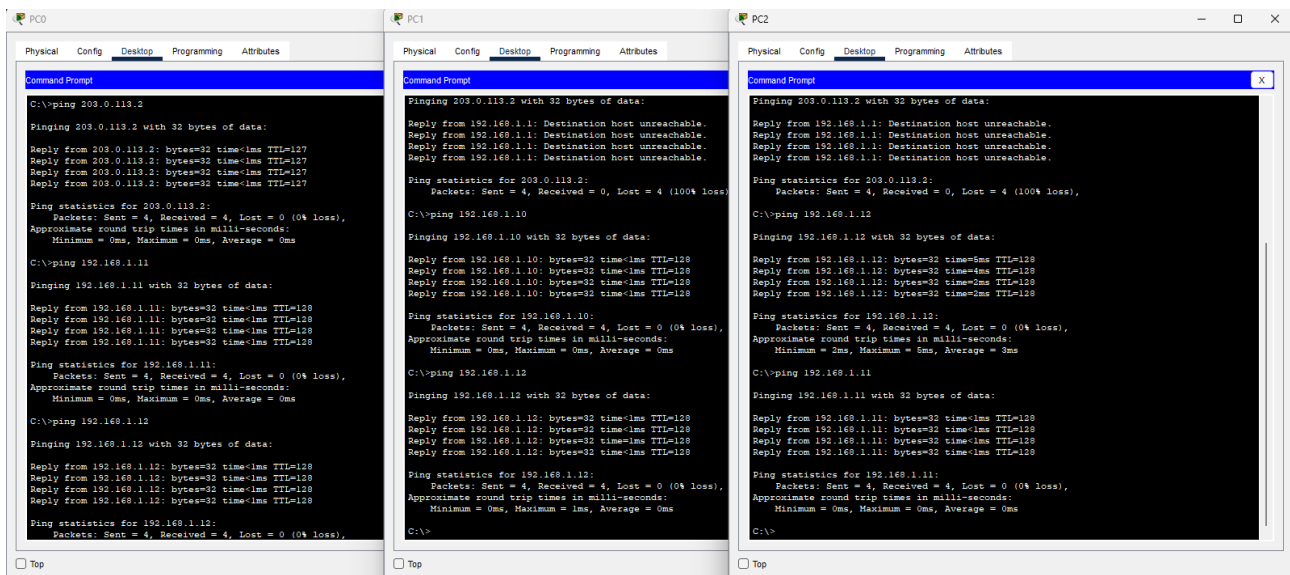 PC0
Physical Config Desktop Programming Attributes
Command Prompt
C:\>ping 203.0.113.2
Pinging 203.0.113.2 with 32 bytes of data:
Reply from 203.0.113.2: bytes=32 time<1ms TTL=127
Reply from 203.0.113.2: bytes=32 time<1ms TTL=127
Reply from 203.0.113.2: bytes=32 time<1ms TTL=127
Reply from 203.0.113.2: bytes=32 time<1ms TTL=127
Ping statistics for 203.0.113.2:
Packets: Sent = 4, Received = 4, Lost = 0 (0% loss),
Approximate round trip times in milli-seconds:
Minimum = 0ms, Maximum = 0ms, Average = 0ms
C:\>ping 192.168.1.11
Pinging 192.168.1.11 with 32 bytes of data:
Reply from 192.168.1.11: bytes=32 time<1ms TTL=128
Reply from 192.168.1.11: bytes=32 time<1ms TTL=128
Reply from 192.168.1.11: bytes=32 time<1ms TTL=128
Reply from 192.168.1.11: bytes=32 time<1ms TTL=128
Ping statistics for 192.168.1.11:
Packets: Sent = 4, Received = 4, Lost = 0 (0% loss),
Approximate round trip times in milli-seconds:
Minimum = 0ms, Maximum = 0ms, Average = 0ms
C:\>ping 192.168.1.12
Pinging 192.168.1.12 with 32 bytes of data:
Reply from 192.168.1.12: bytes=32 time<1ms TTL=128
Reply from 192.168.1.12: bytes=32 time<1ms TTL=128
Reply from 192.168.1.12: bytes=32 time<1ms TTL=128
Reply from 192.168.1.12: bytes=32 time<1ms TTL=128
Ping statistics for 192.168.1.12:
Packets: Sent = 4, Received = 4, Lost = 0 (0% loss),
Top
PC1
Physical Config Desktop Programming Attributes
Command Prompt
Pinging 203.0.113.2 with 32 bytes of data:
Reply from 192.168.1.1: Destination host unreachable.
Reply from 192.168.1.1: Destination host unreachable.
Reply from 192.168.1.1: Destination host unreachable.
Reply from 192.168.1.1: Destination host unreachable.
Ping statistics for 203.0.113.2:
Packets: Sent = 4, Received = 0, Lost = 4 (100% loss)
C:\>ping 192.168.1.10
Pinging 192.168.1.10 with 32 bytes of data:
Reply from 192.168.1.10: bytes=32 time<1ms TTL=128
Reply from 192.168.1.10: bytes=32 time<1ms TTL=128
Reply from 192.168.1.10: bytes=32 time<1ms TTL=128
Reply from 192.168.1.10: bytes=32 time<1ms TTL=128
Ping statistics for 192.168.1.10:
Packets: Sent = 4, Received = 4, Lost = 0 (0% loss),
Approximate round trip times in milli-seconds:
Minimum = 0ms, Maximum = 0ms, Average = 0ms
C:\>ping 192.168.1.12
Pinging 192.168.1.12 with 32 bytes of data:
Reply from 192.168.1.12: bytes=32 time<1ms TTL=128
Reply from 192.168.1.12: bytes=32 time<1ms TTL=128
Reply from 192.168.1.12: bytes=32 time=1ms TTL=128
Reply from 192.168.1.12: bytes=32 time<1ms TTL=128
Ping statistics for 192.168.1.12:
Packets: Sent = 4, Received = 4, Lost = 0 (0% loss),
Approximate round trip times in milli-seconds:
Minimum = 0ms, Maximum = 1ms, Average = 0ms
C:\>
Top
PC2
Physical Config Desktop Programming Attributes
Command Prompt X
Pinging 203.0.113.2 with 32 bytes of data:
Reply from 192.168.1.1: Destination host unreachable.
Reply from 192.168.1.1: Destination host unreachable.
Reply from 192.168.1.1: Destination host unreachable.
Reply from 192.168.1.1: Destination host unreachable.
Ping statistics for 203.0.113.2:
Packets: Sent = 4, Received = 0, Lost = 4 (100% loss),
C:\>ping 192.168.1.12
Pinging 192.168.1.12 with 32 bytes of data:
Reply from 192.168.1.12: bytes=32 time=5ms TTL=128
Reply from 192.168.1.12: bytes=32 time=4ms TTL=128
Reply from 192.168.1.12: bytes=32 time=2ms TTL=128
Reply from 192.168.1.12: bytes=32 time=2ms TTL=128
Ping statistics for 192.168.1.12:
Packets: Sent = 4, Received = 4, Lost = 0 (0% loss),
Approximate round trip times in milli-seconds:
Minimum = 2ms, Maximum = 5ms, Average = 3ms
C:\>ping 192.168.1.11
Pinging 192.168.1.11 with 32 bytes of data:
Reply from 192.168.1.11: bytes=32 time<1ms TTL=128
Reply from 192.168.1.11: bytes=32 time<1ms TTL=128
Reply from 192.168.1.11: bytes=32 time<1ms TTL=128
Reply from 192.168.1.11: bytes=32 time<1ms TTL=128
Ping statistics for 192.168.1.11:
Packets: Sent = 4, Received = 4, Lost = 0 (0% loss),
Approximate round trip times in milli-seconds:
Minimum = 0ms, Maximum = 0ms, Average = 0ms
C:\>
Top